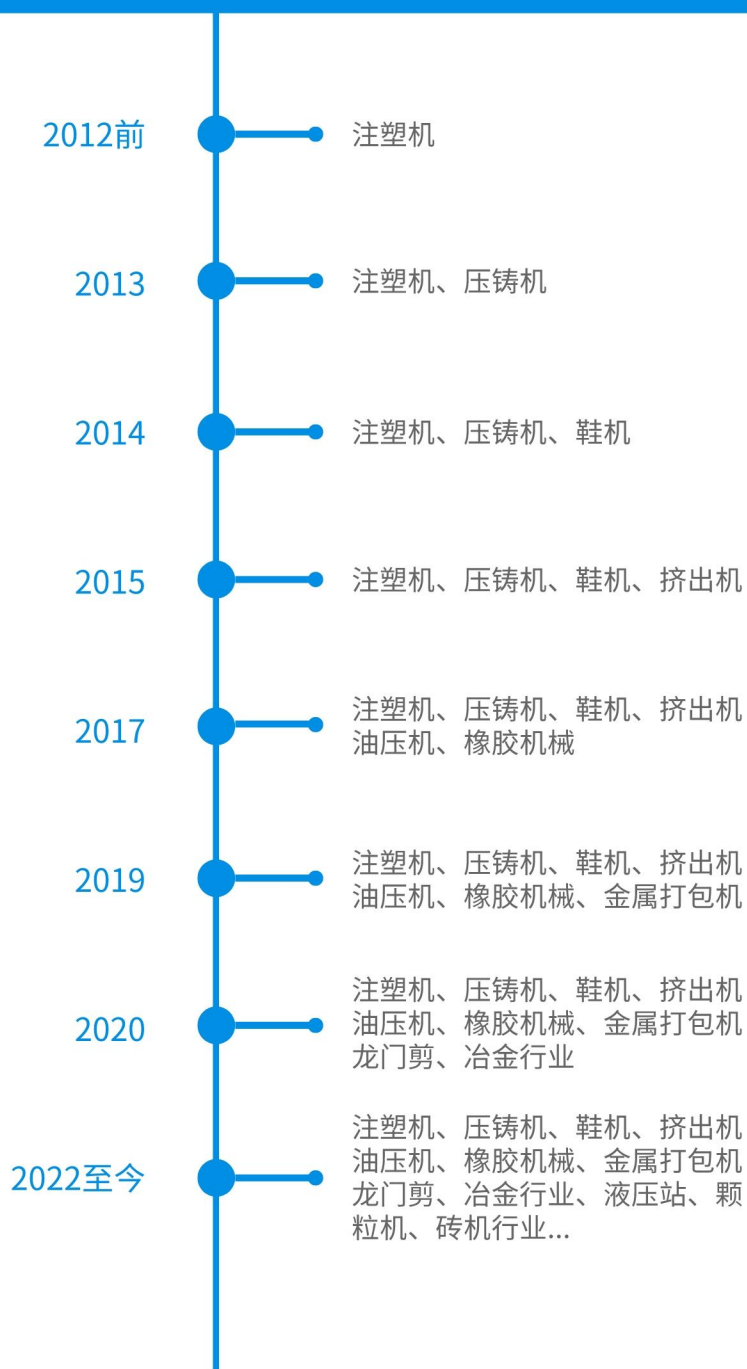 2012前
注塑机
2013
注塑机、压铸机
2014
注塑机、压铸机、鞋机
2015
注塑机、压铸机、鞋机、挤出机
2017
注塑机、压铸机、鞋机、挤出机
油压机、橡胶机械
2019
注塑机、压铸机、鞋机、挤出机
油压机、橡胶机械、金属打包机
2020
注塑机、压铸机、鞋机、挤出机
油压机、橡胶机械、金属打包机
龙门剪、冶金行业
2022至今
注塑机、压铸机、鞋机、挤出机
油压机、橡胶机械、金属打包机
龙门剪、冶金行业、液压站、颗
粒机、砖机行业...